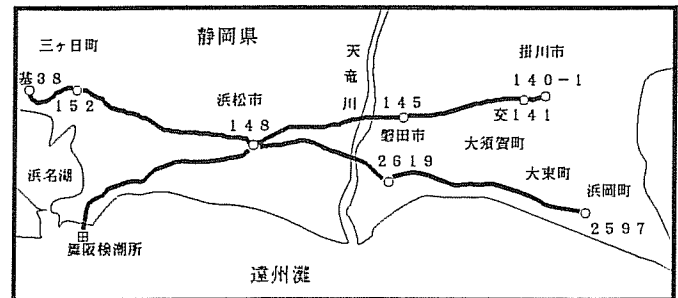 静岡県
三ヶ日町
天竜川
掛川市
基38
152
浜松市
148
145
140-1
交141
磐田市
大須賀町
2619
浜名湖
大東町
浜岡町
2597
舞阪検潮所
遠州灘